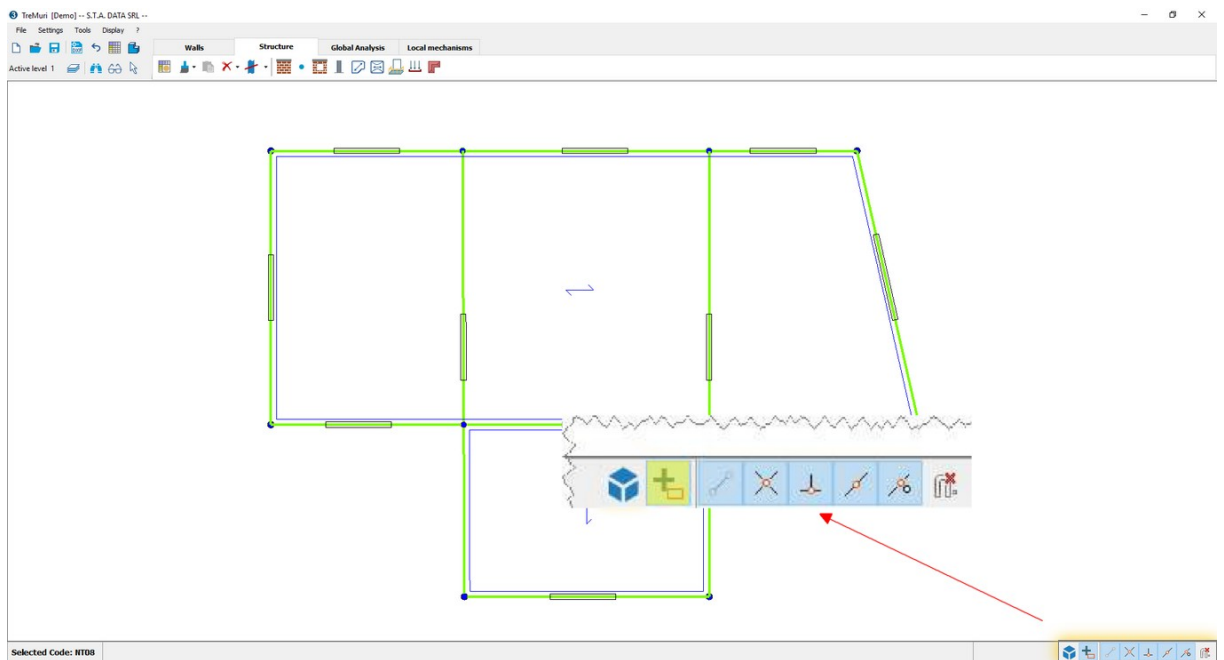 TreMuri [Demo] -- S.T.A. DATA SRL --
File Settings Tools Display ?
Walls Structure Global Analysis Local mechanisms
Active level 1
Selected Code: NT08